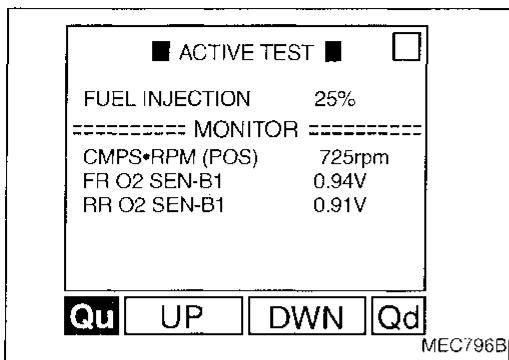 ■ ACTIVE TEST ■
FUEL INJECTION 25%
========== MONITOR ==========
CMPS•RPM (POS) 725rpm
FR O2 SEN-B1 0.94V
RR O2 SEN-B1 0.91V
Qu UP DWN Qd
MEC796B